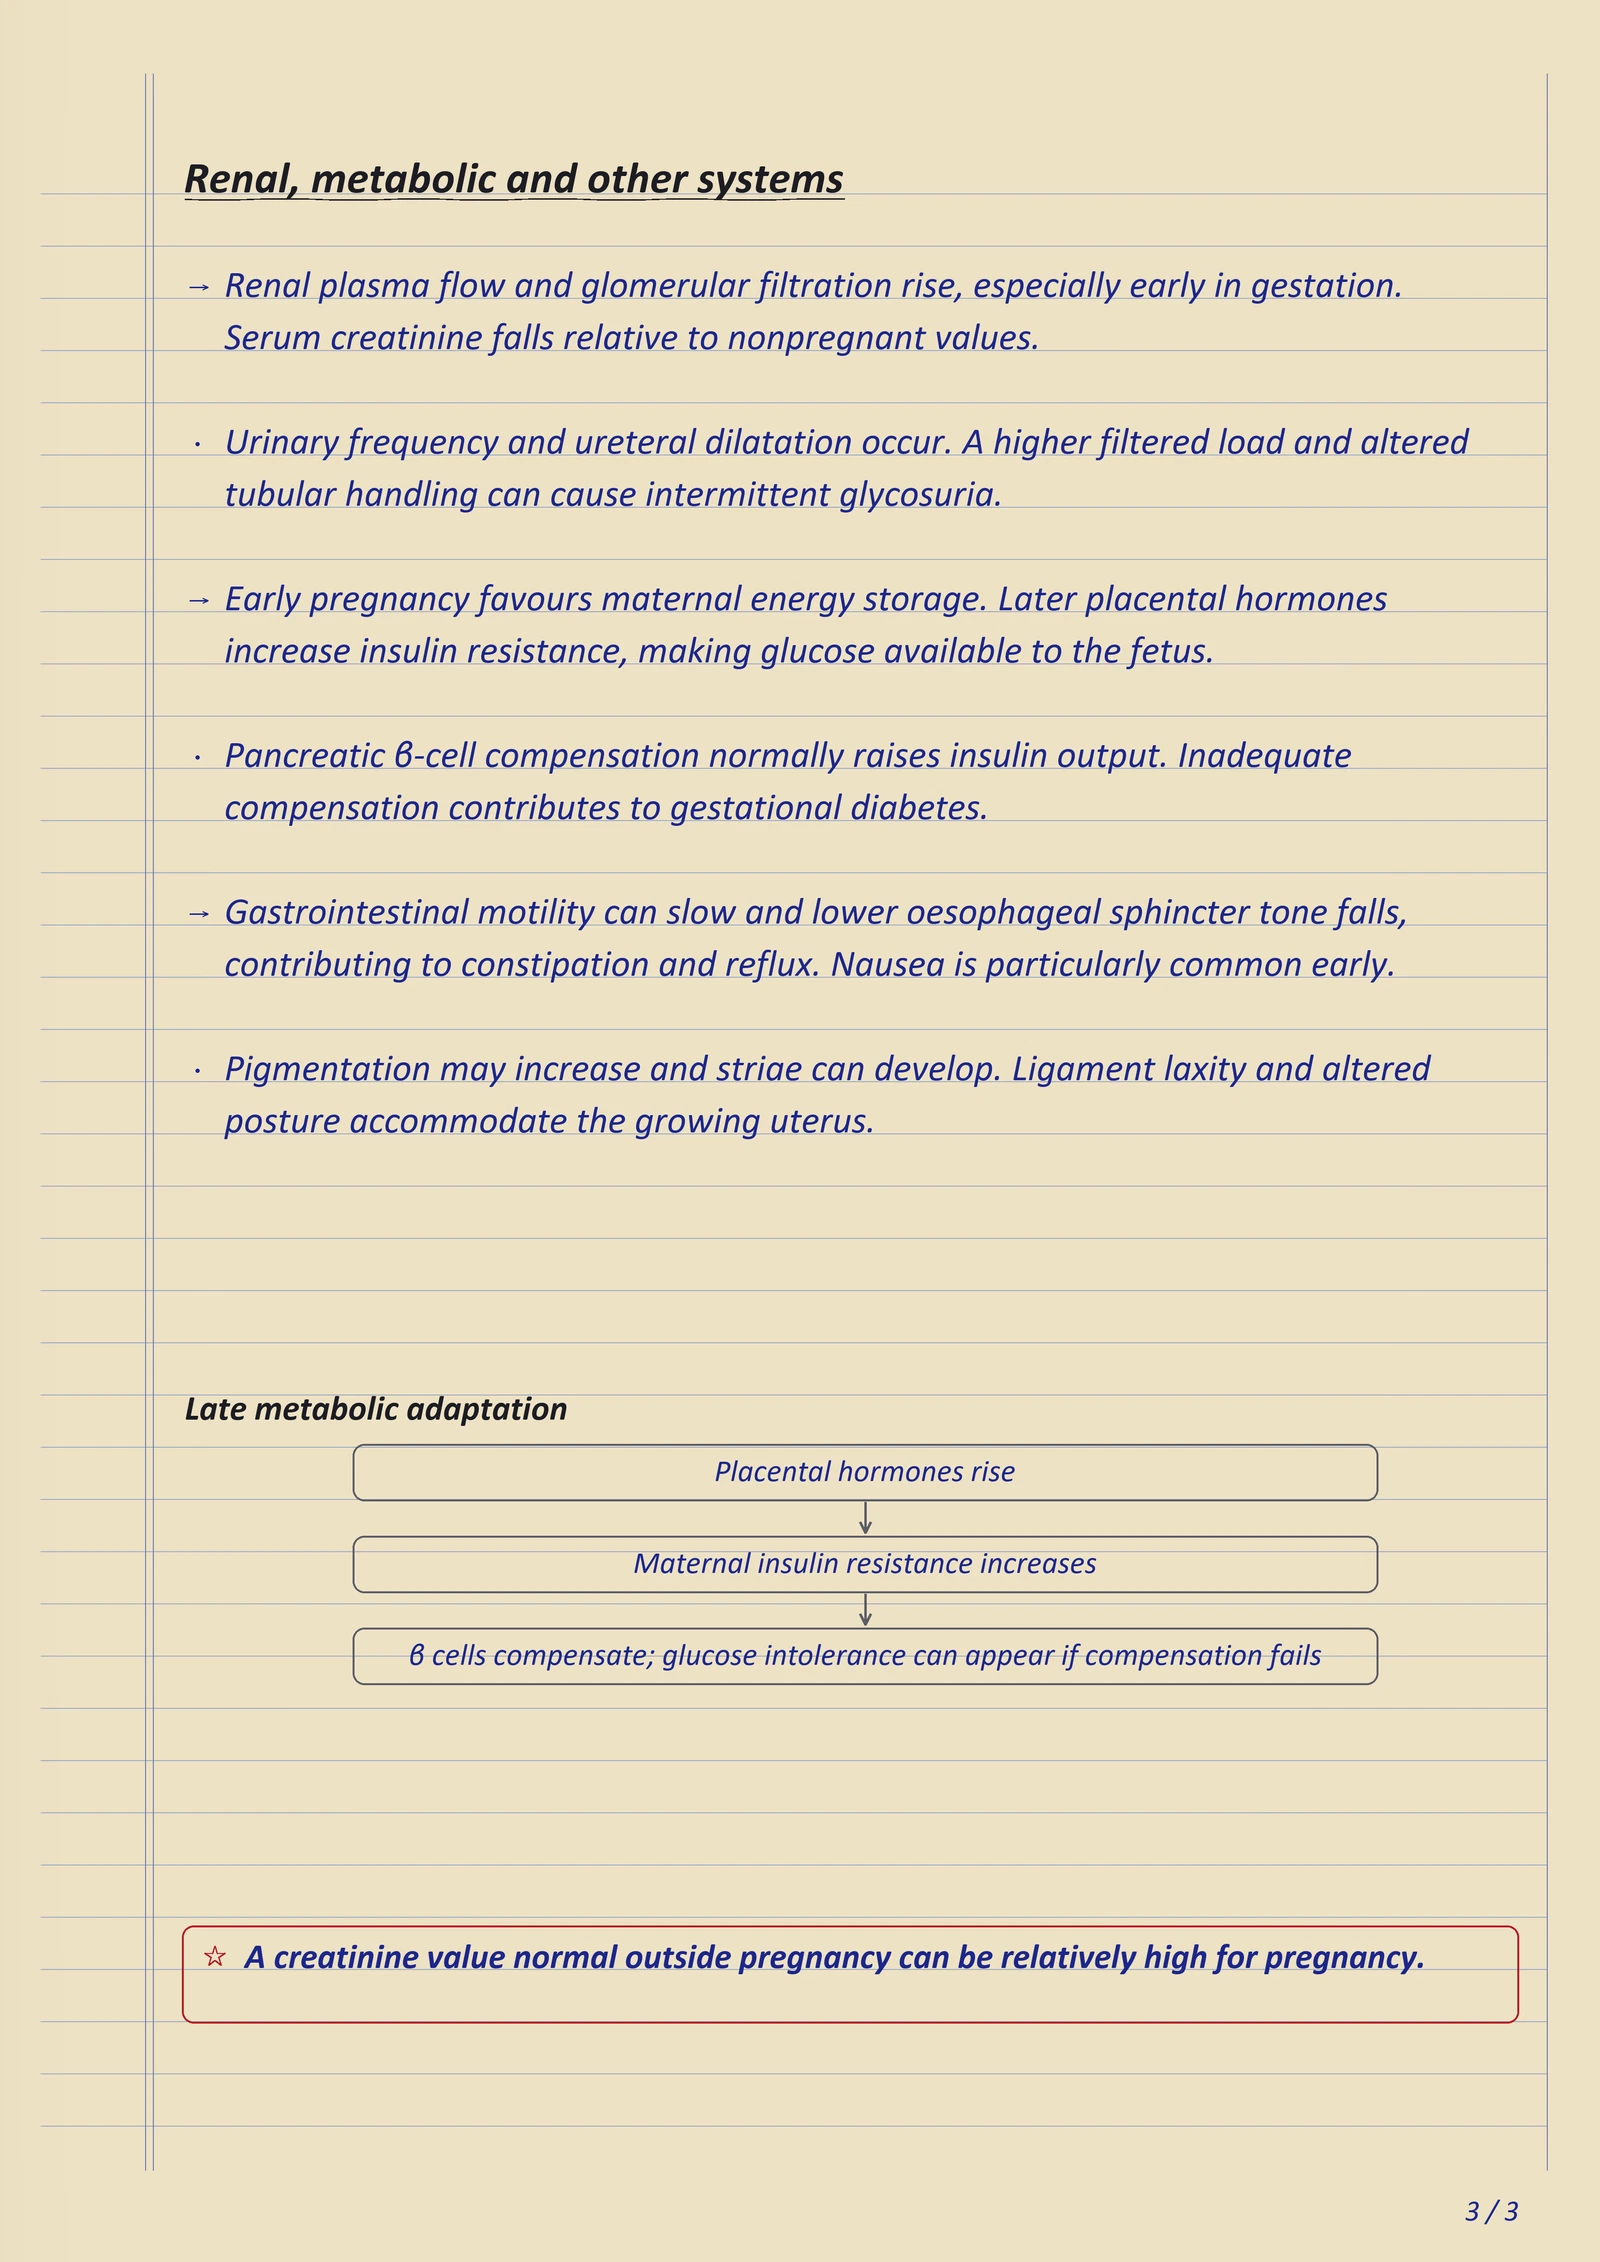 Renal, metabolic and other systems
→ Renal plasma flow and glomerular filtration rise, especially early in gestation.
Serum creatinine falls relative to nonpregnant values.
· Urinary frequency and ureteral dilatation occur. A higher filtered load and altered
tubular handling can cause intermittent glycosuria.
→ Early pregnancy favours maternal energy storage. Later placental hormones
increase insulin resistance, making glucose available to the fetus.
· Pancreatic β-cell compensation normally raises insulin output. Inadequate
compensation contributes to gestational diabetes.
→ Gastrointestinal motility can slow and lower oesophageal sphincter tone falls,
contributing to constipation and reflux. Nausea is particularly common early.
· Pigmentation may increase and striae can develop. Ligament laxity and altered
posture accommodate the growing uterus.
Late metabolic adaptation
Placental hormones rise
Maternal insulin resistance increases
β cells compensate; glucose intolerance can appear if compensation fails
☆ A creatinine value normal outside pregnancy can be relatively high for pregnancy.
3 / 3